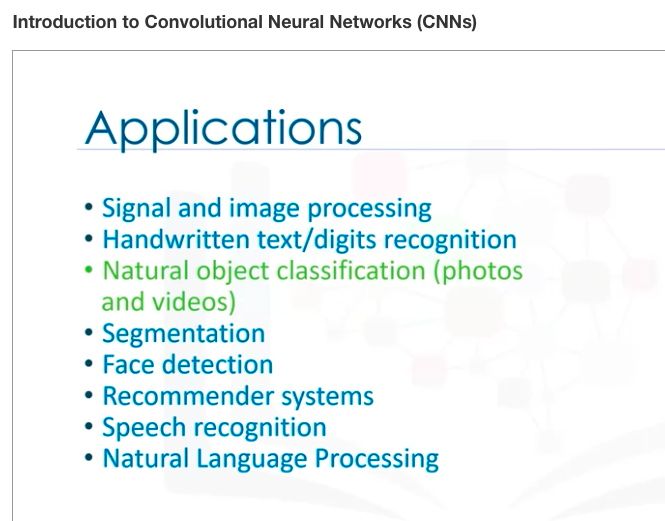 Introduction to Convolutional Neural Networks (CNNs)
Applications
• Signal and image processing
• Handwritten text/digits recognition
• Natural object classification (photos
and videos)
• Segmentation
• Face detection
• Recommender systems
• Speech recognition
• Natural Language Processing